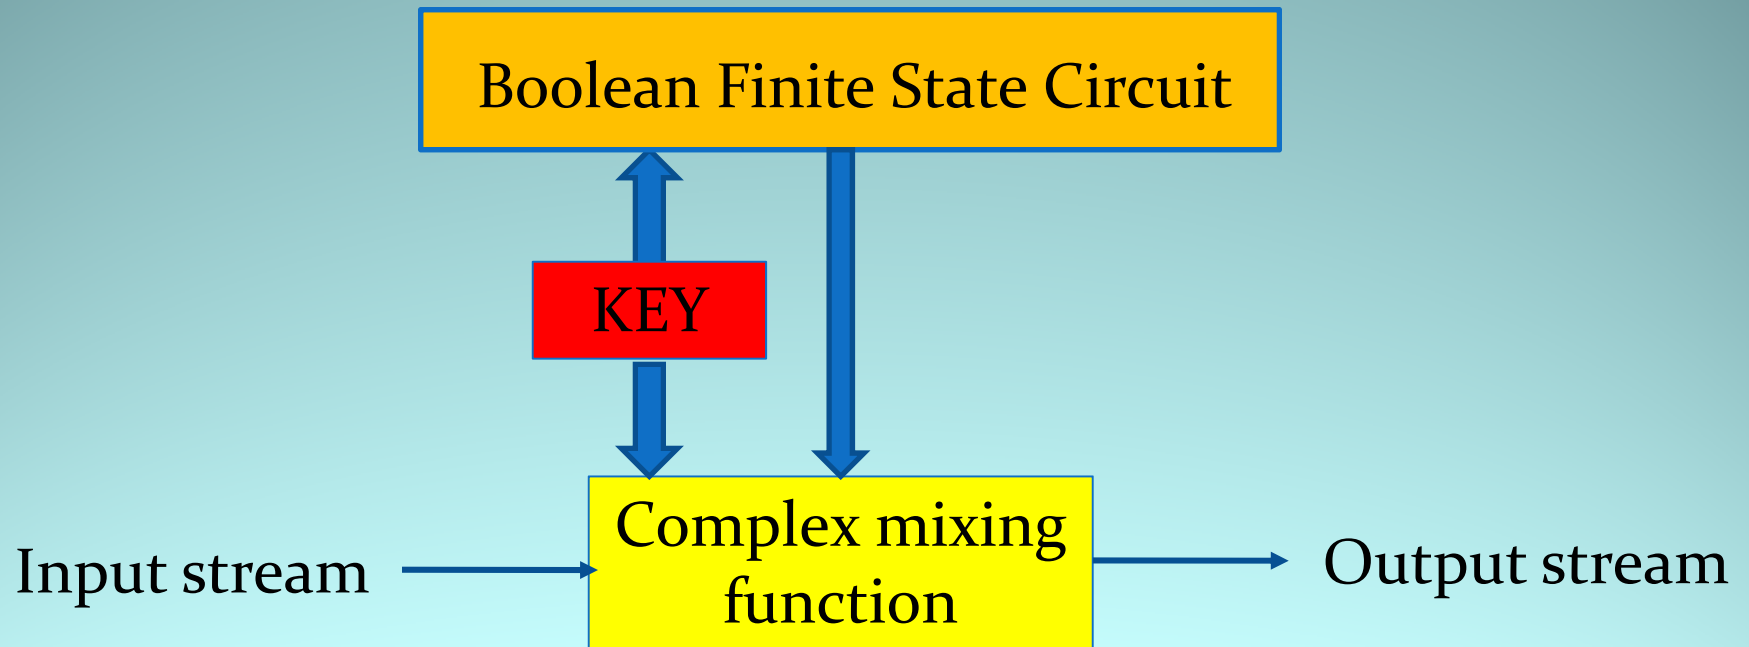 Boolean Finite State Circuit
KEY
Complex mixing
function
Input stream
Output stream